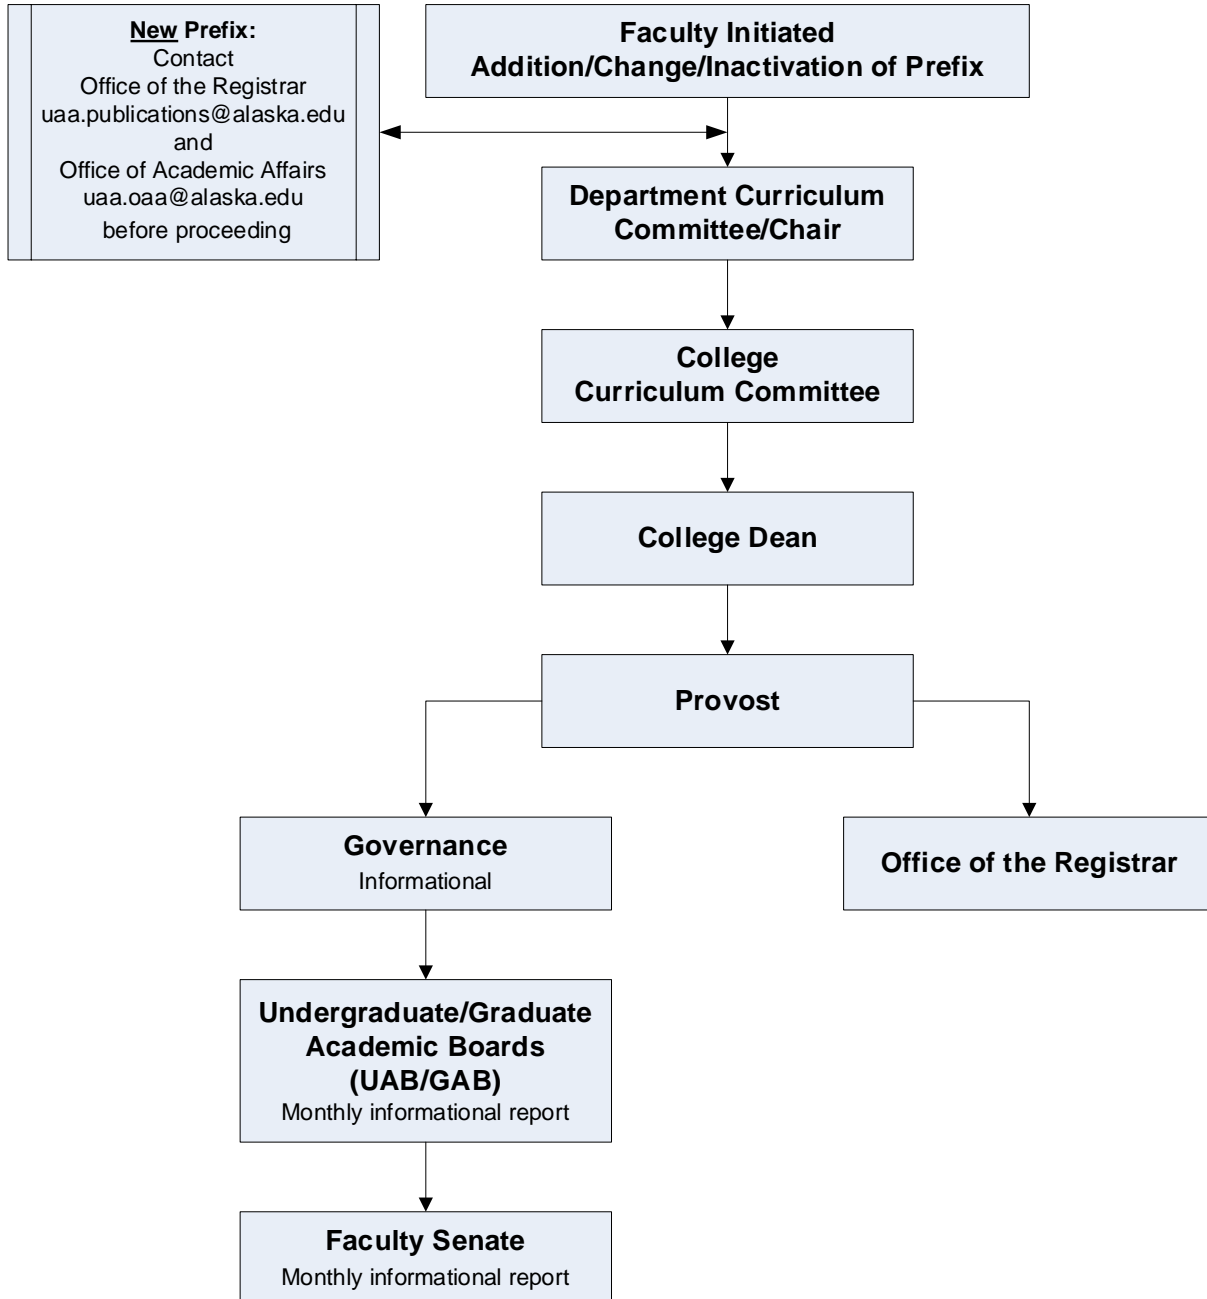 New Prefix:
Contact
Office of the Registrar
uaa.publications@alaska.edu
and
Office of Academic Affairs
uaa.oaa@alaska.edu
before proceeding
Faculty Initiated
Addition/Change/Inactivation of Prefix
Department Curriculum
Committee/Chair
College
Curriculum Committee
College Dean
Provost
Governance
Informational
Office of the Registrar
Undergraduate/Graduate
Academic Boards
(UAB/GAB)
Monthly informational report
Faculty Senate
Monthly informational report